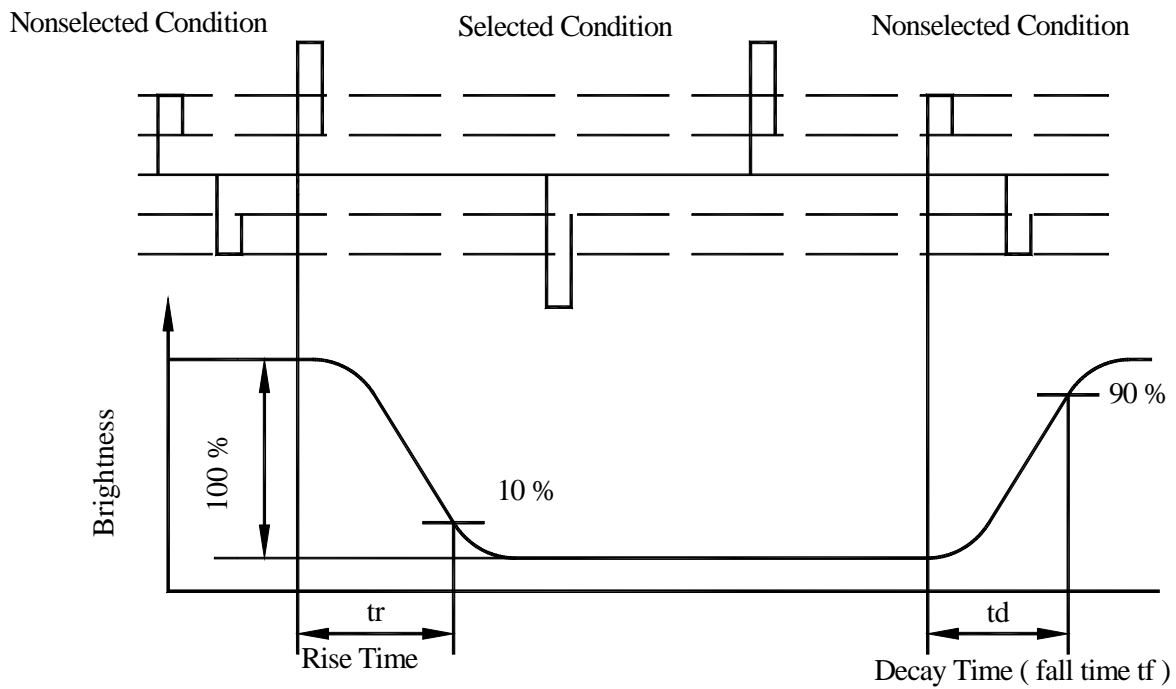 Nonselected Condition
Selected Condition
Nonselected Condition
Brightness
100 %
10 %
90 %
tr
Rise Time
td
Decay Time ( fall time tf )